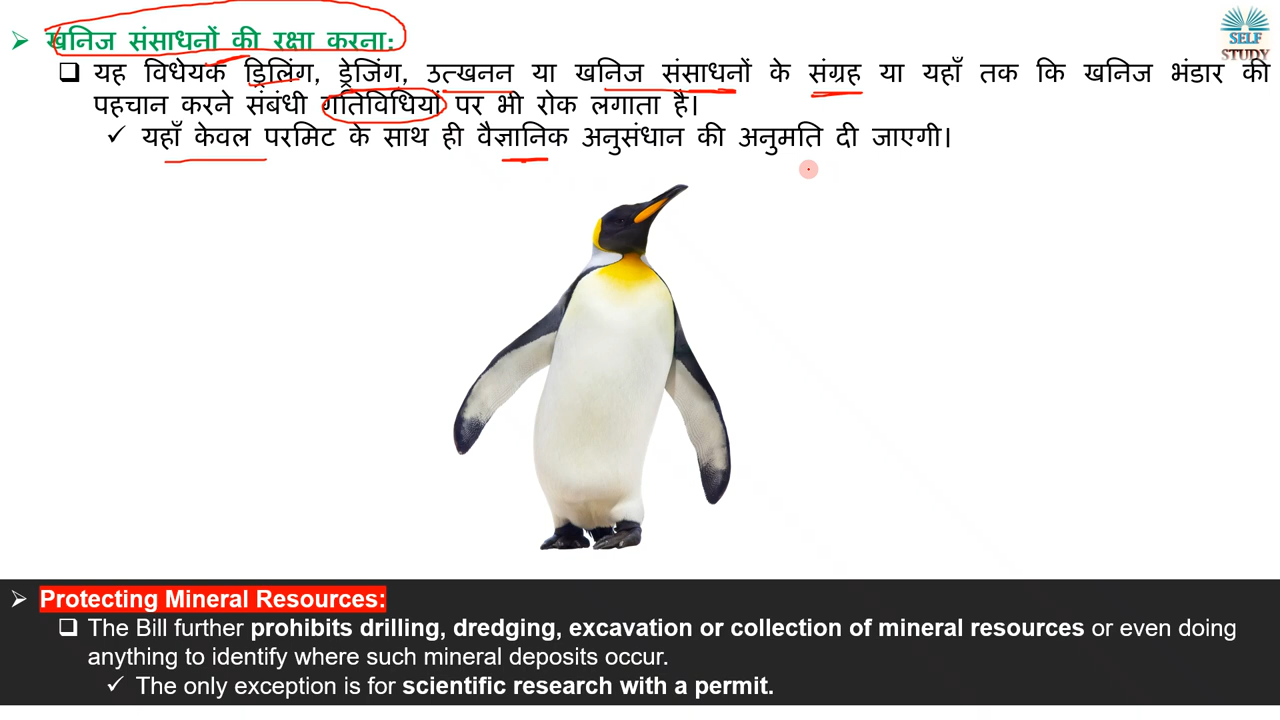 ➢ खनिज संसाधनों की रक्षा करना:
SELF
STUDY
❑ यह विधेयक ड्रिलिंग, ड्रेजिंग, उत्खनन या खनिज संसाधनों के संग्रह या यहाँ तक कि खनिज भंडार की
पहचान करने संबंधी गतिविधियों पर भी रोक लगाता है।
✓ यहाँ केवल परमिट के साथ ही वैज्ञानिक अनुसंधान की अनुमति दी जाएगी।
➢ Protecting Mineral Resources:
❑ The Bill further prohibits drilling, dredging, excavation or collection of mineral resources or even doing
anything to identify where such mineral deposits occur.
✓ The only exception is for scientific research with a permit.